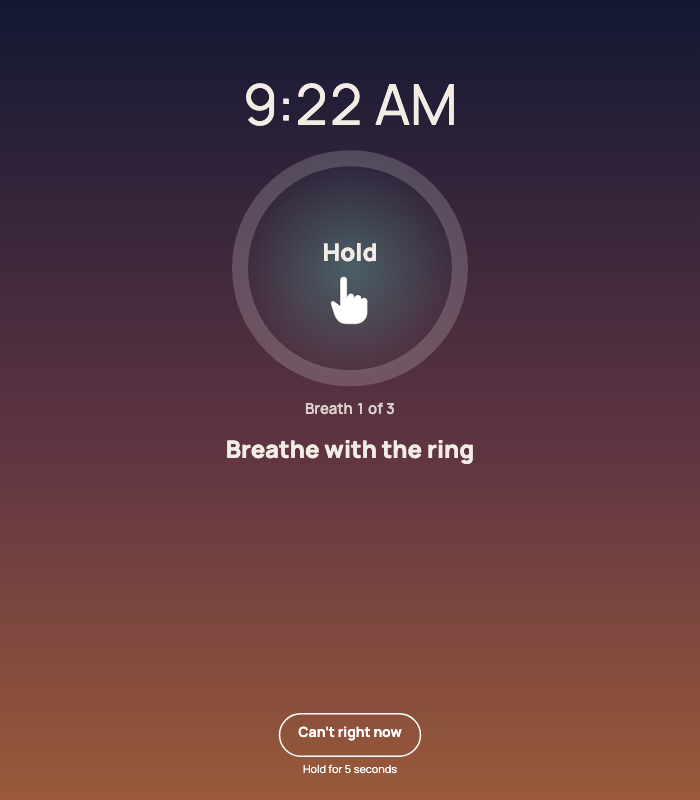 9:22 AM
Hold
Breath 1 of 3
Breathe with the ring
Can't right now
Hold for 5 seconds